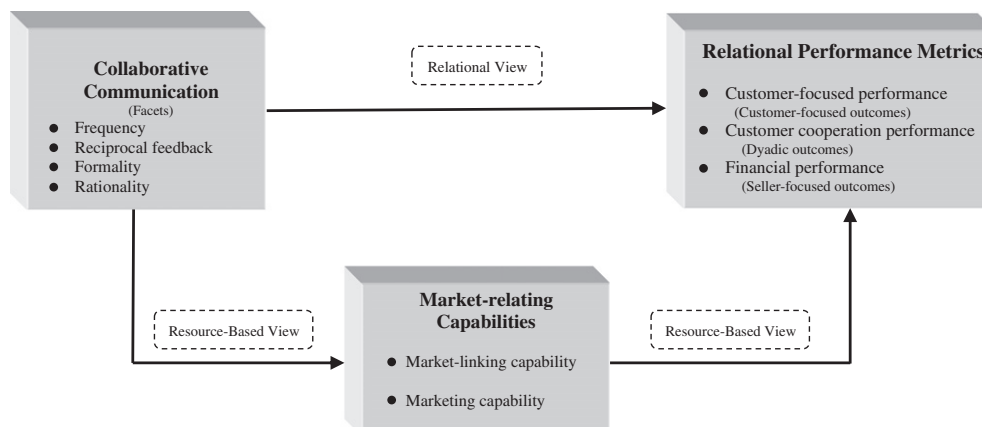 Collaborative
Communication
(Facets)
● Frequency
● Reciprocal feedback
● Formality
● Rationality
Relational View
Relational Performance Metrics
● Customer-focused performance
(Customer-focused outcomes)
● Customer cooperation performance
(Dyadic outcomes)
● Financial performance
(Seller-focused outcomes)
Resource-Based View
Market-relating
Capabilities
● Market-linking capability
● Marketing capability
Resource-Based View